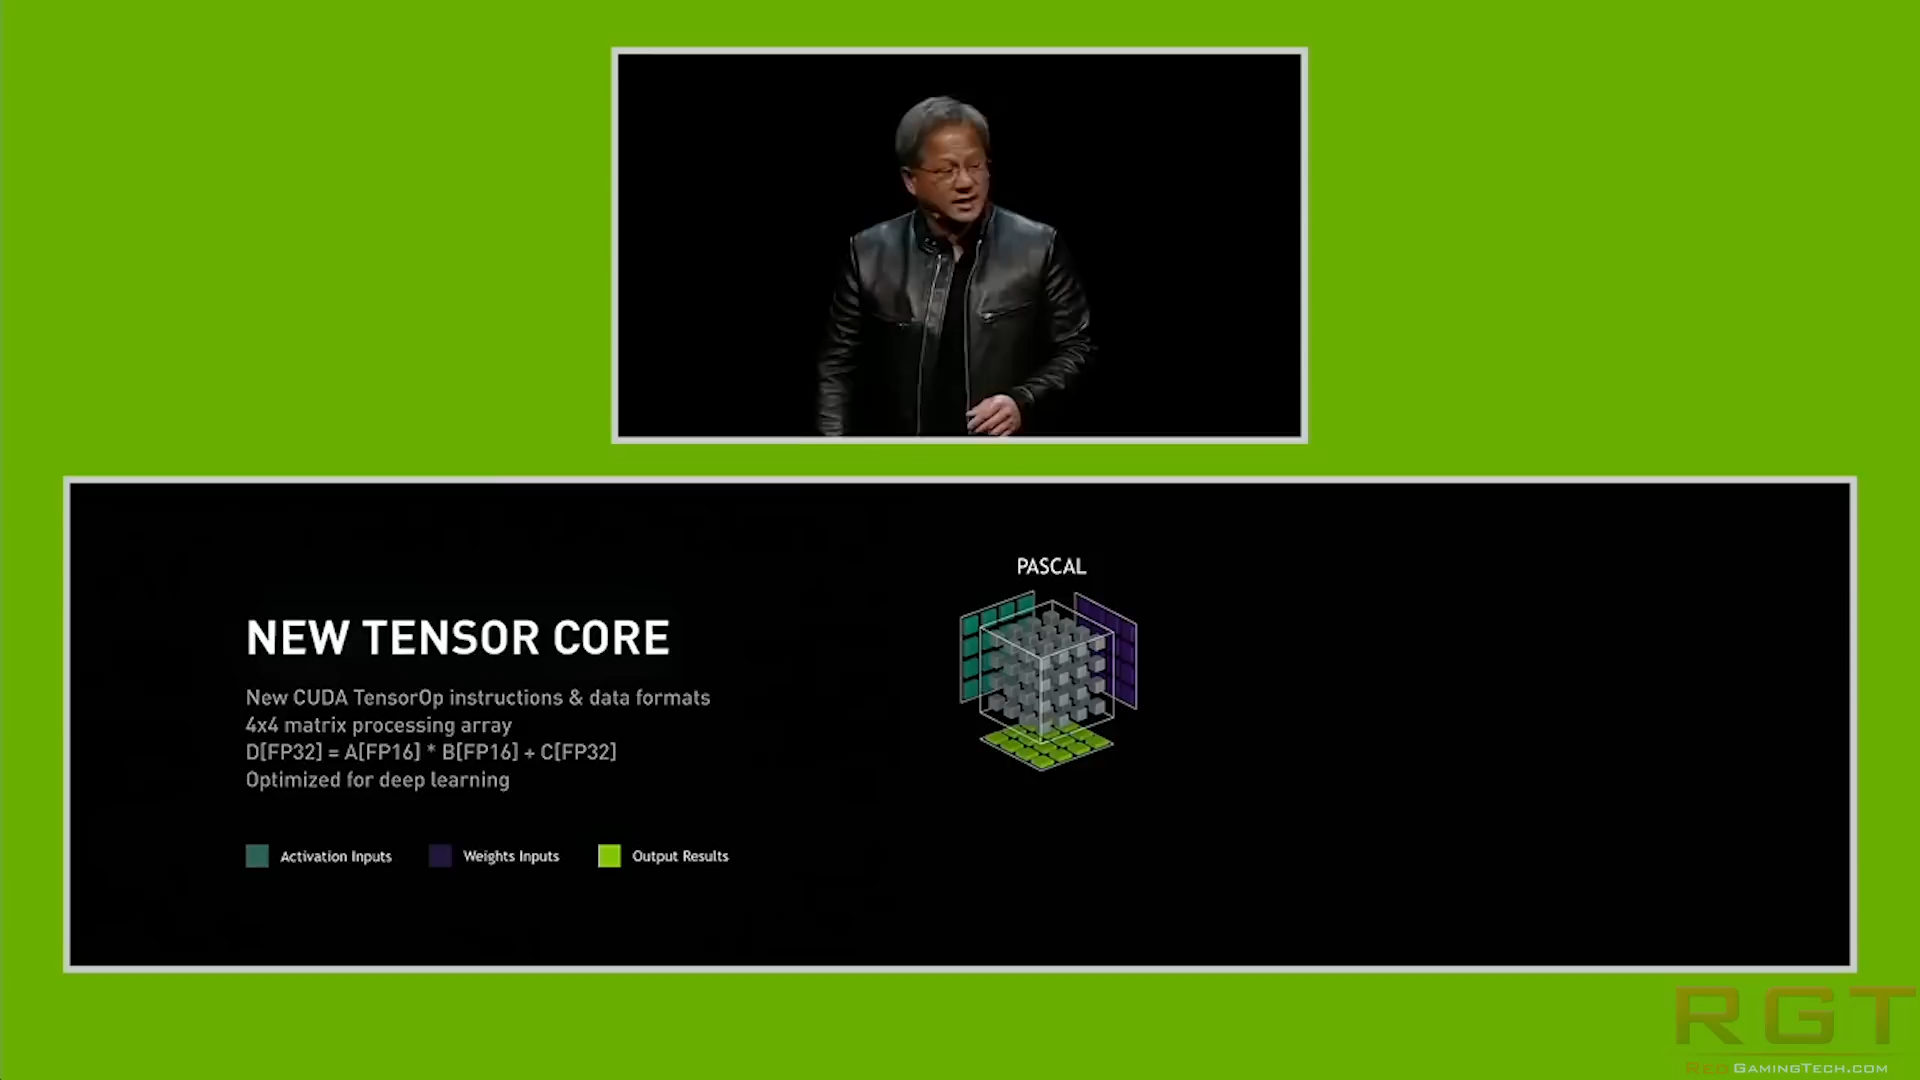 PASCAL
NEW TENSOR CORE
New CUDA TensorOp instructions & data formats
4x4 matrix processing array
D[FP32] = A[FP16] * B[FP16] + C[FP32]
Optimized for deep learning
Activation Inputs
Weights Inputs
Output Results
RGT
REDGAMINGTECH.COM